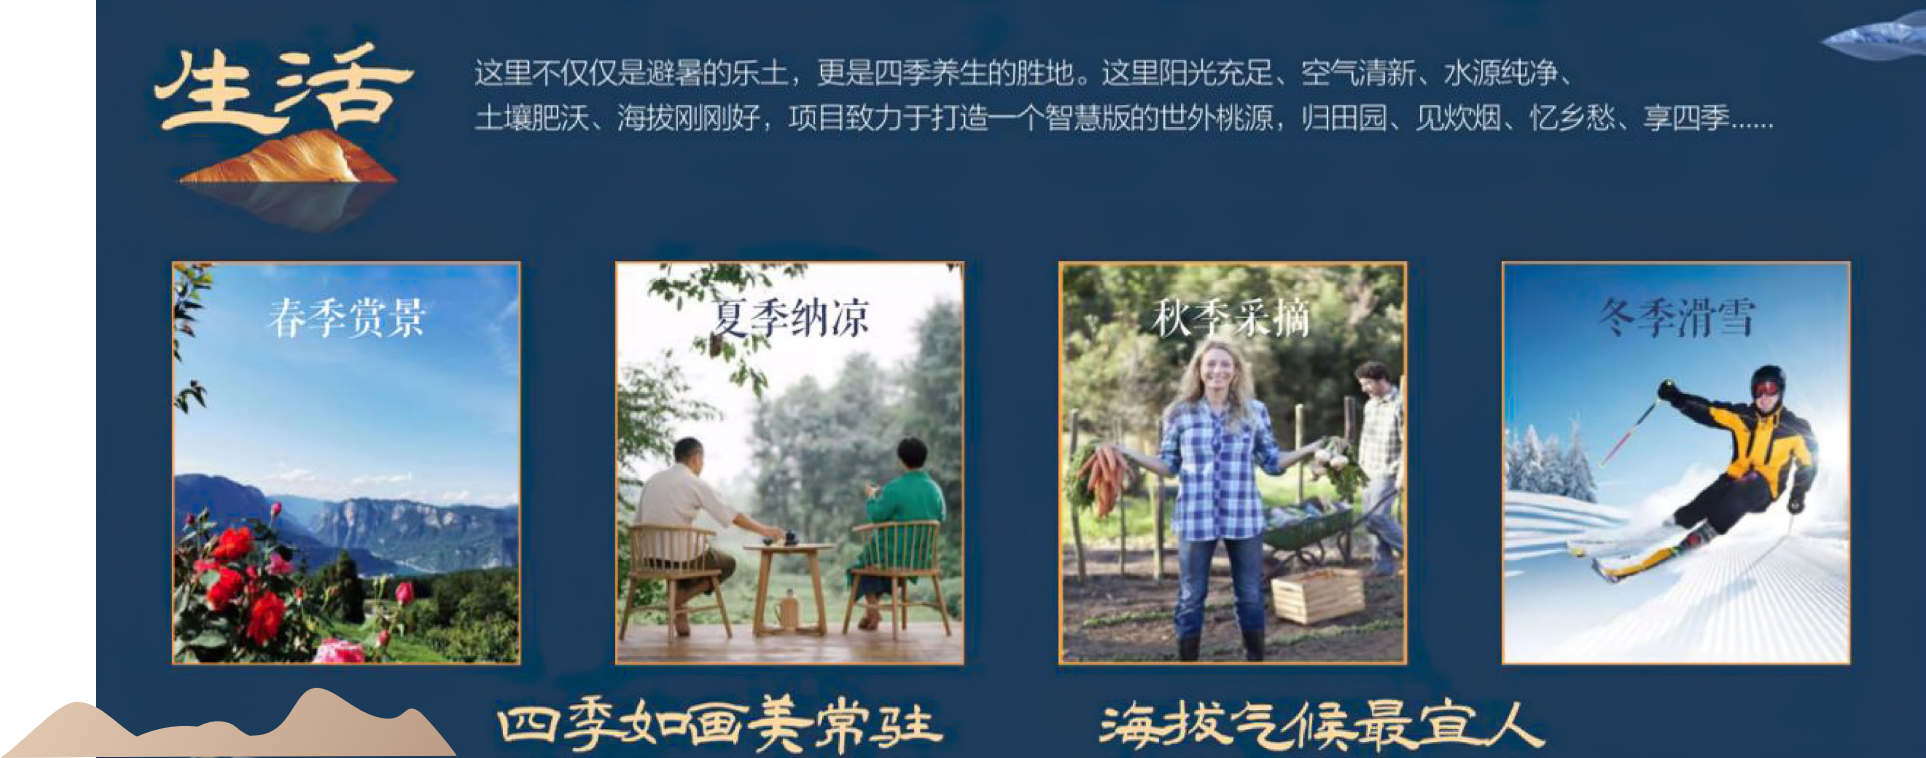 生活
这里不仅仅是避暑的乐土，更是四季养生的胜地。这里阳光充足、空气清新、水源纯净、
土壤肥沃、海拔刚刚好，项目致力于打造一个智慧版的世外桃源，归田园、见炊烟、忆乡愁、享四季......
春季赏景
夏季纳凉
秋季采摘
冬季滑雪
四季如画美常驻
海拔气候最宜人